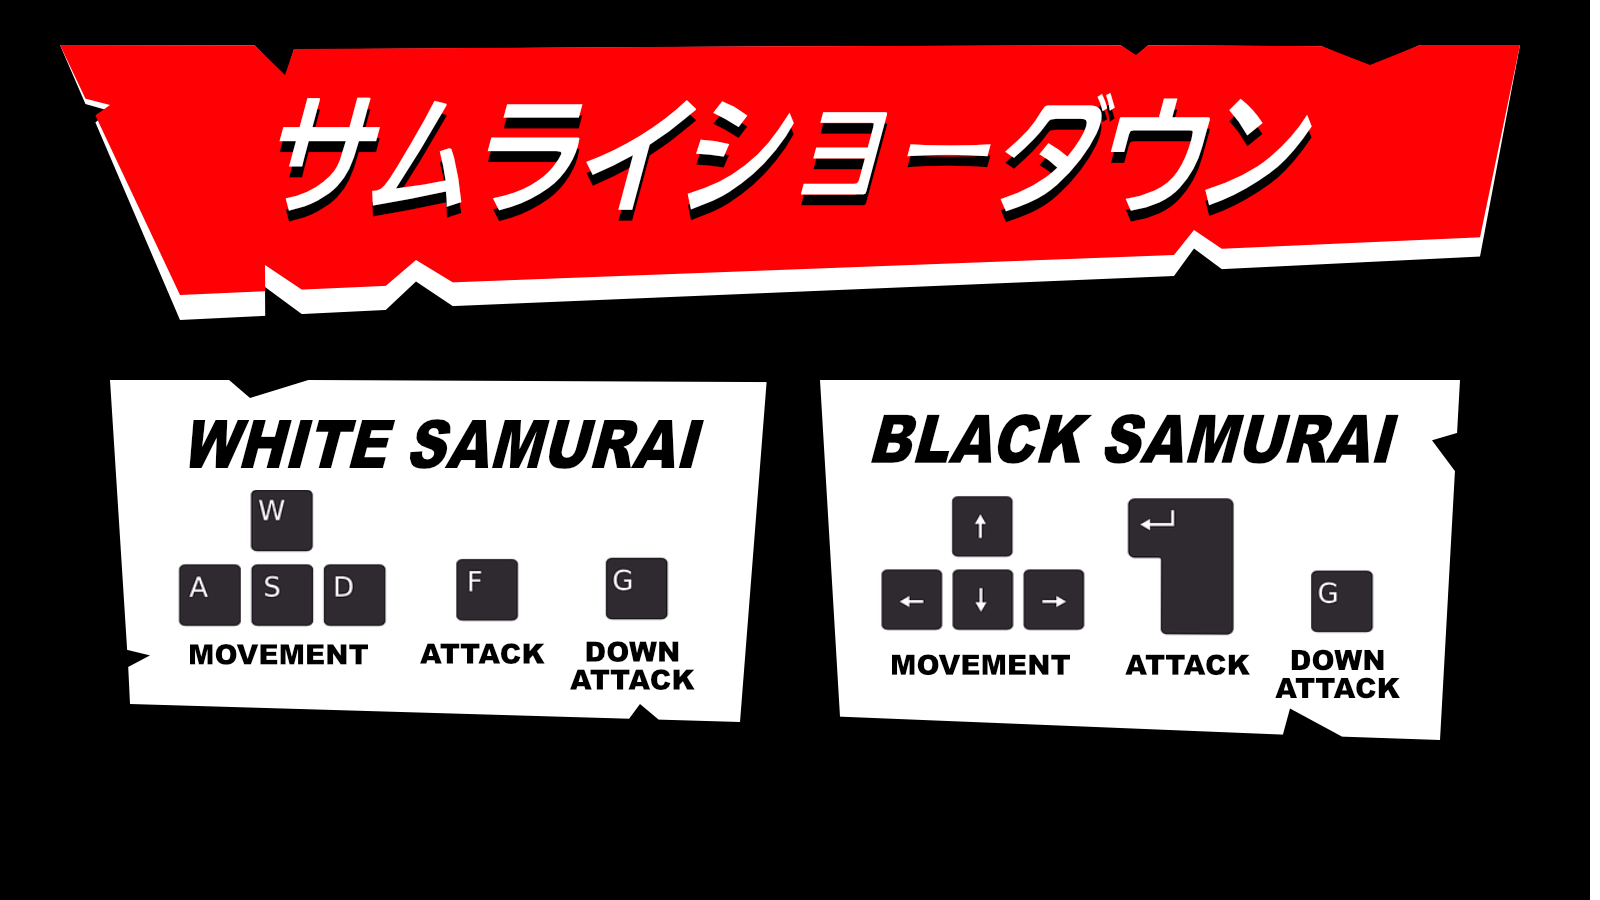 サムライショーダウン
WHITE SAMURAI
W
A S D
F
G
MOVEMENT
ATTACK
DOWN
ATTACK
BLACK SAMURAI
↑
← ↓ →
↵
G
MOVEMENT
ATTACK
DOWN
ATTACK